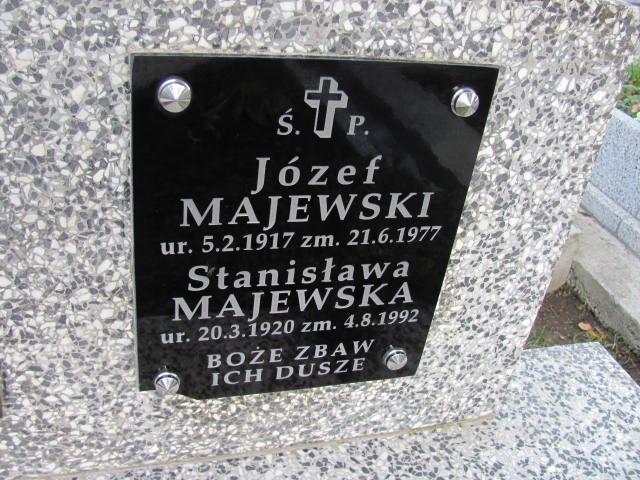 Ś. P.
Józef
MAJEWSKI
ur. 5.2.1917 zm. 21.6.1977
Stanisława
MAJEWSKA
ur. 20.3.1920 zm. 4.8.1992
BOŻE ZBAW
ICH DUSZE